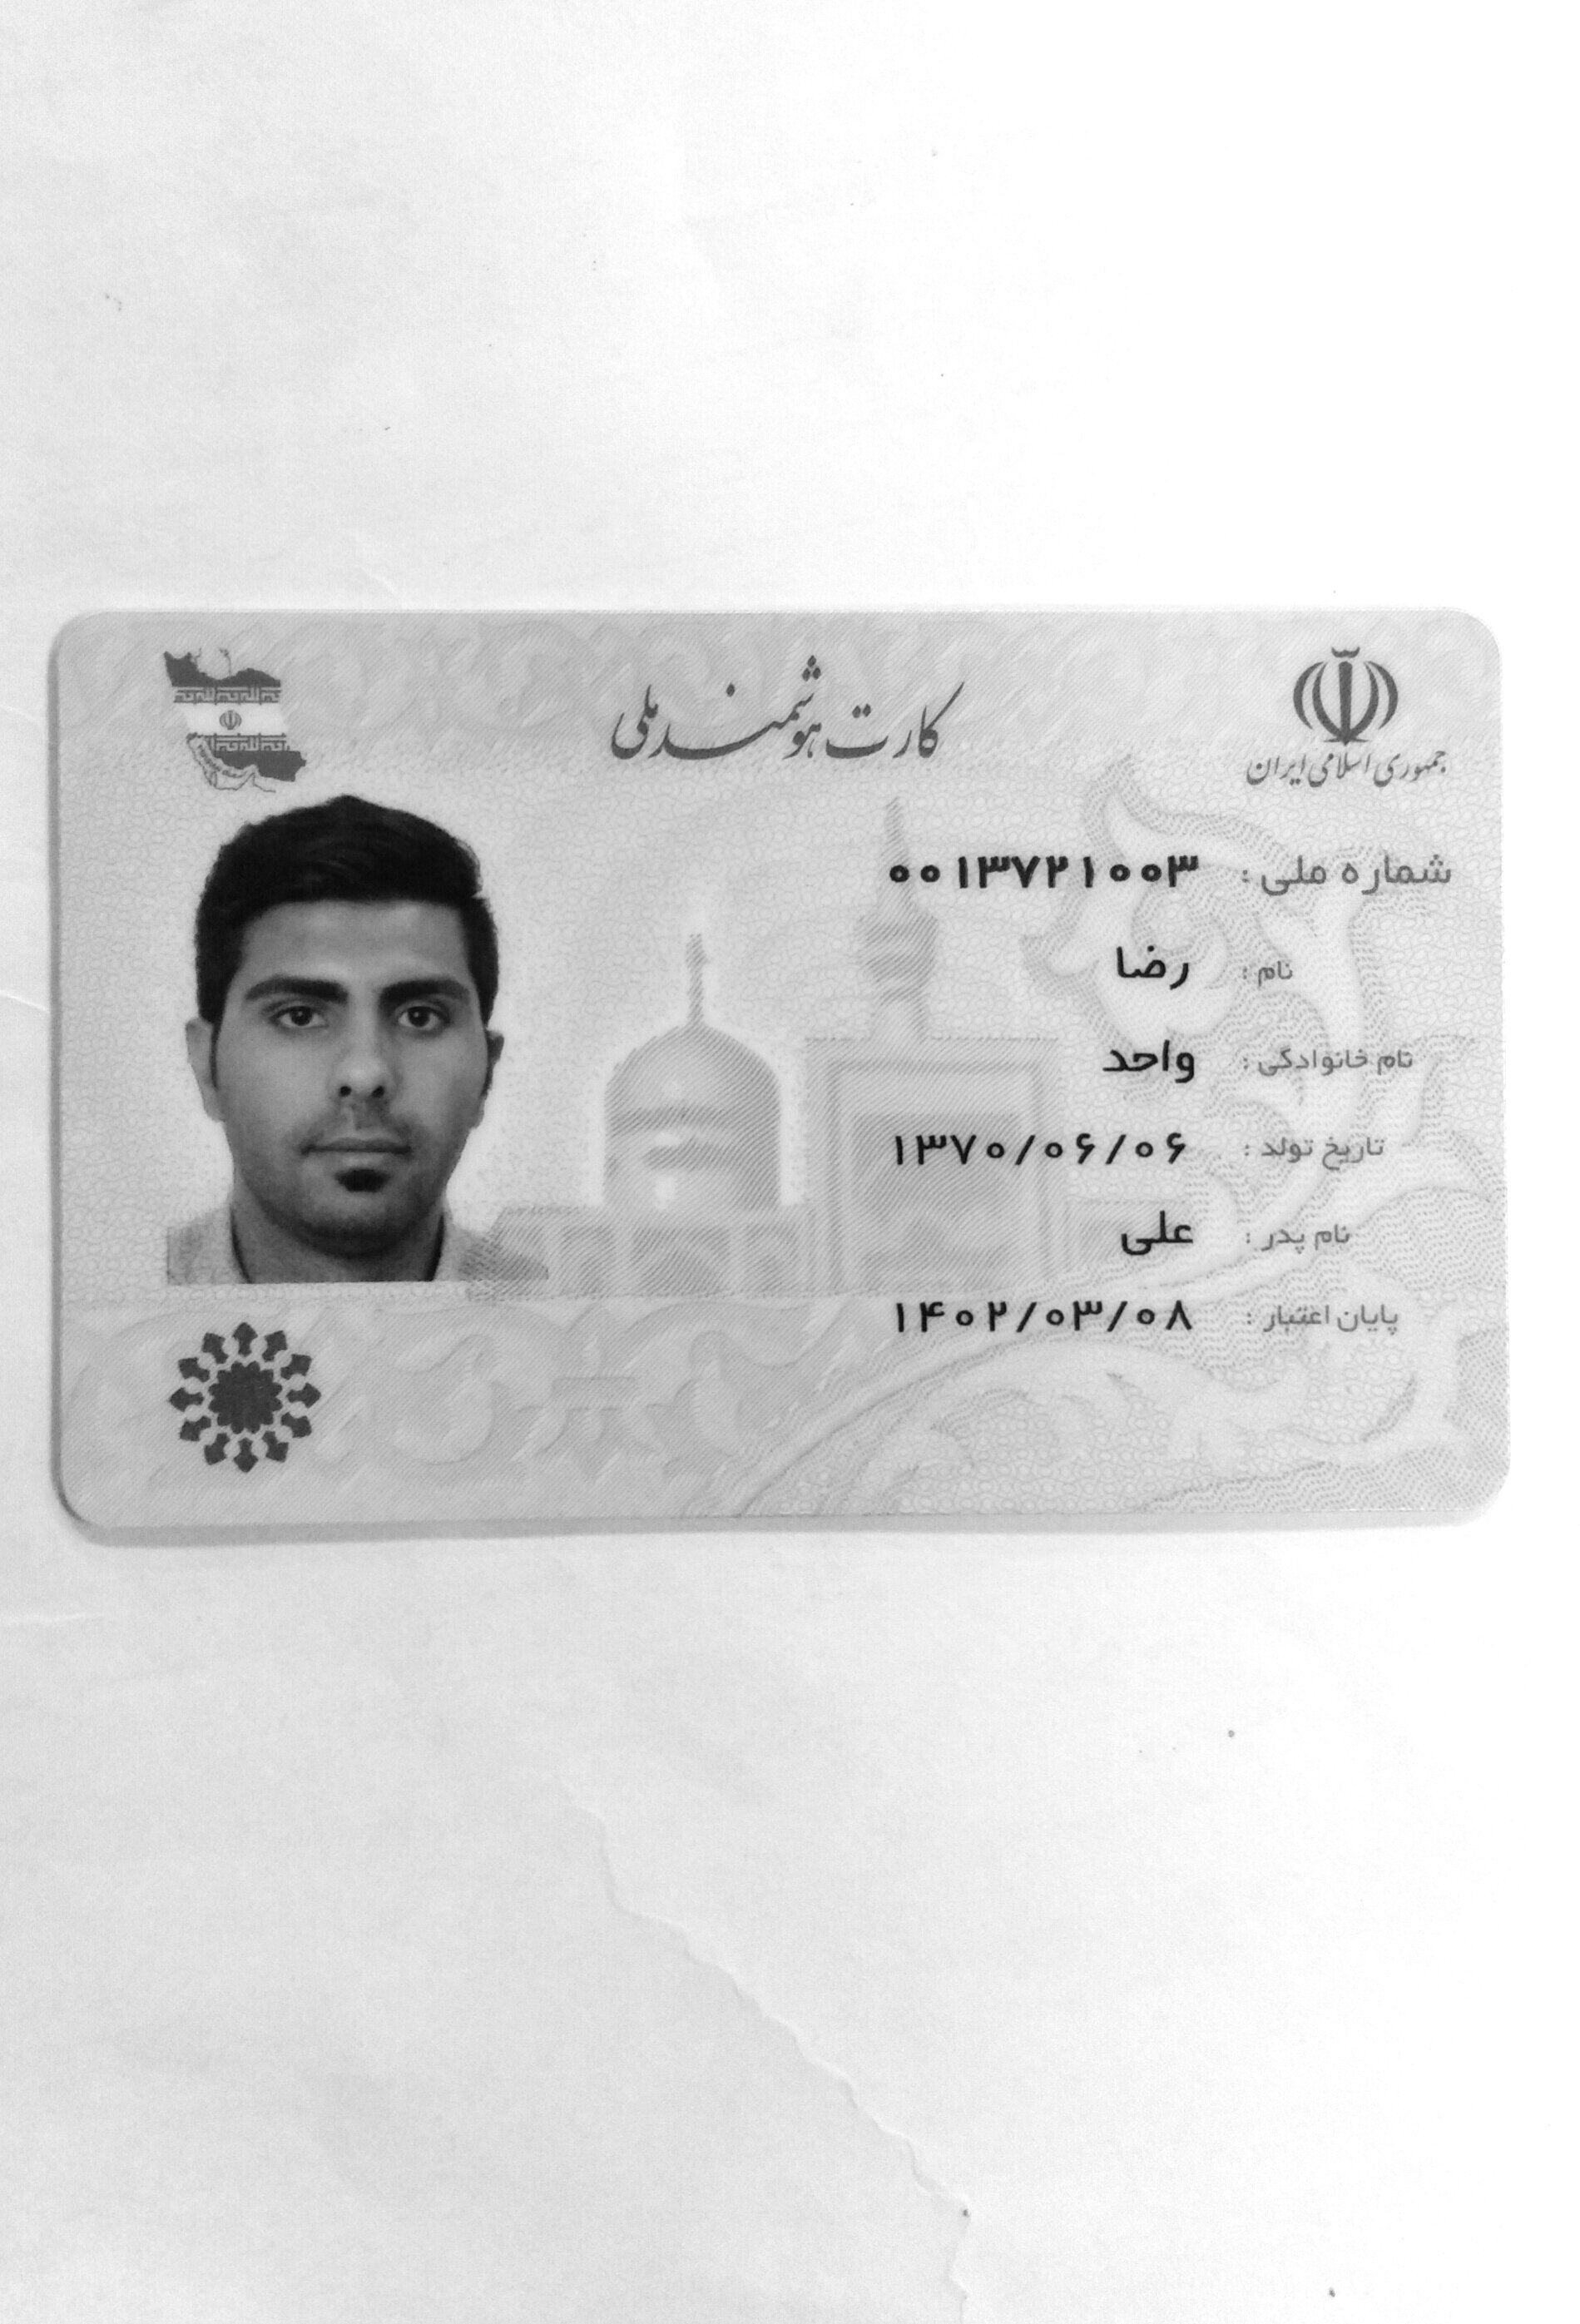 جمهوری اسلامی ایران
کارت هوشمند ملی
شماره ملی : ۰۰۱۳۷۲۱۰۰۳
نام : رضا
نام خانوادگی : واحد
تاریخ تولد : ۱۳۷۰/۰۶/۰۶
نام پدر : علی
پایان اعتبار : ۱۴۰۲/۰۳/۰۸